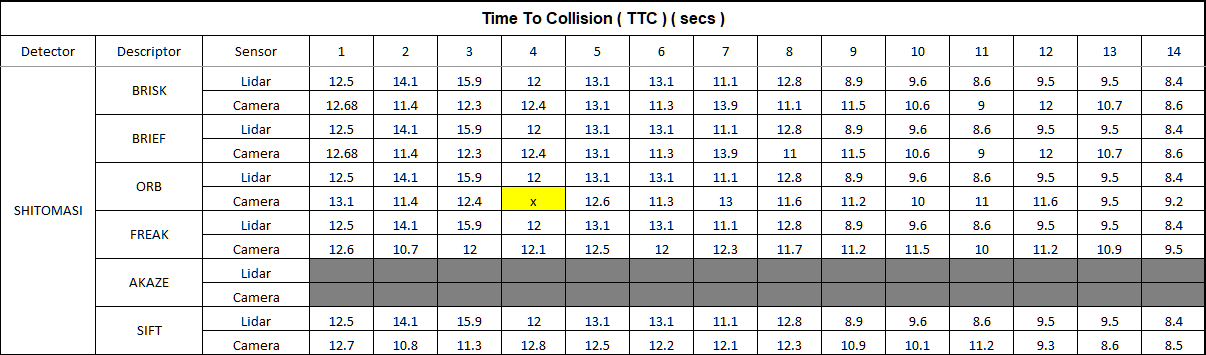 Time To Collision ( TTC ) ( secs )
Detector Descriptor Sensor 1 2 3 4 5 6 7 8 9 10 11 12 13 14
SHITOMASI
BRISK
Lidar 12.5 14.1 15.9 12 13.1 13.1 11.1 12.8 8.9 9.6 8.6 9.5 9.5 8.4
Camera 12.68 11.4 12.3 12.4 13.1 11.3 13.9 11.1 11.5 10.6 9 12 10.7 8.6
BRIEF
Lidar 12.5 14.1 15.9 12 13.1 13.1 11.1 12.8 8.9 9.6 8.6 9.5 9.5 8.4
Camera 12.68 11.4 12.3 12.4 13.1 11.3 13.9 11 11.5 10.6 9 12 10.7 8.6
ORB
Lidar 12.5 14.1 15.9 12 13.1 13.1 11.1 12.8 8.9 9.6 8.6 9.5 9.5 8.4
Camera 13.1 11.4 12.4 x 12.6 11.3 13 11.6 11.2 10 11 11.6 9.5 9.2
FREAK
Lidar 12.5 14.1 15.9 12 13.1 13.1 11.1 12.8 8.9 9.6 8.6 9.5 9.5 8.4
Camera 12.6 10.7 12 12.1 12.5 12 12.3 11.7 11.2 11.5 10 11.2 10.9 9.5
AKAZE
Lidar
Camera
SIFT
Lidar 12.5 14.1 15.9 12 13.1 13.1 11.1 12.8 8.9 9.6 8.6 9.5 9.5 8.4
Camera 12.7 10.8 11.3 12.8 12.5 12.2 12.1 12.3 10.9 10.1 11.2 9.3 8.6 8.5